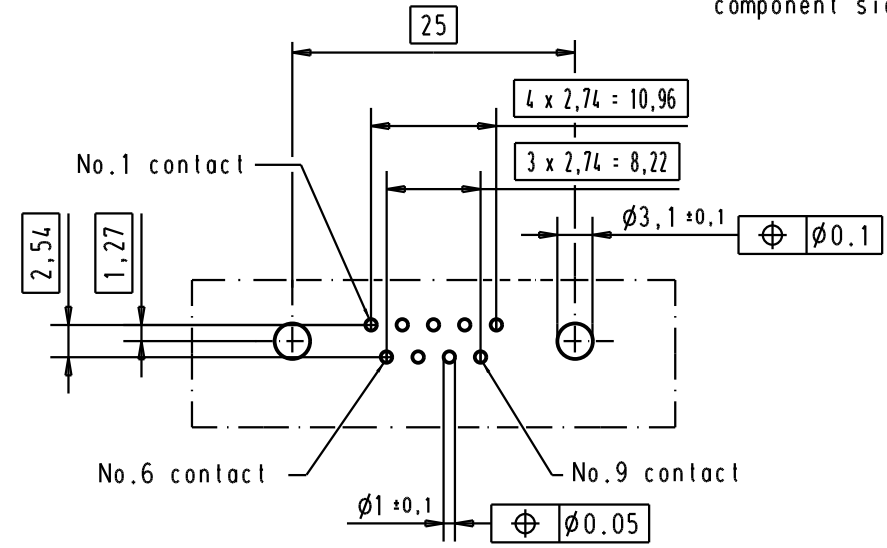 component
25
4 x 2,74 = 10,96
No.1 contact
3 x 2,74 = 8,22
ø3,1 ±0,1
⌖ ø0.1
2,54
1,27
No.6 contact
No.9 contact
ø1 ±0,1
⌖ ø0.05